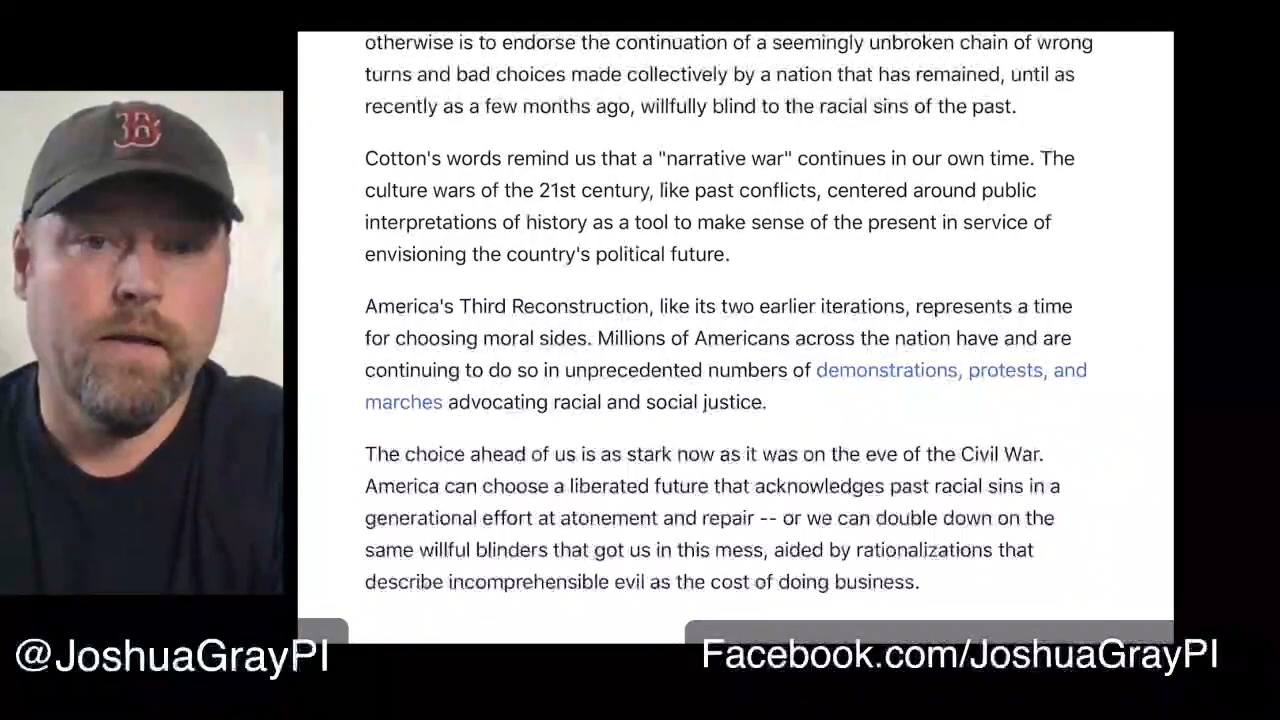 otherwise is to endorse the continuation of a seemingly unbroken chain of wrong
turns and bad choices made collectively by a nation that has remained, until as
recently as a few months ago, willfully blind to the racial sins of the past.
Cotton's words remind us that a "narrative war" continues in our own time. The
culture wars of the 21st century, like past conflicts, centered around public
interpretations of history as a tool to make sense of the present in service of
envisioning the country's political future.
America's Third Reconstruction, like its two earlier iterations, represents a time
for choosing moral sides. Millions of Americans across the nation have and are
continuing to do so in unprecedented numbers of demonstrations, protests, and
marches advocating racial and social justice.
The choice ahead of us is as stark now as it was on the eve of the Civil War.
America can choose a liberated future that acknowledges past racial sins in a
generational effort at atonement and repair -- or we can double down on the
same willful blinders that got us in this mess, aided by rationalizations that
describe incomprehensible evil as the cost of doing business.
B
@JoshuaGrayPI
Facebook.com/JoshuaGrayPI